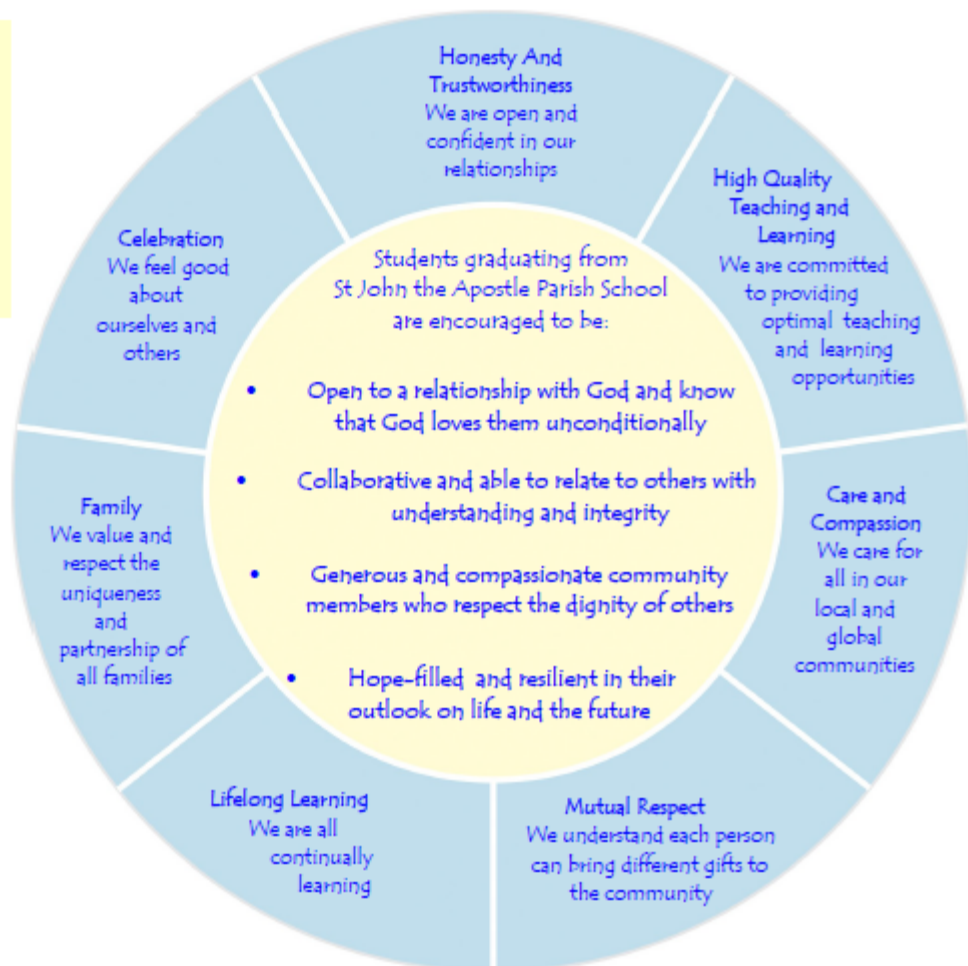 Honesty And
Trustworthiness
We are open and
confident in our
relationships
High Quality
Teaching and
Learning
We are committed
to providing
optimal teaching
and learning
opportunities
Care and
Compassion
We care for
all in our
local and
global
communities
Mutual Respect
We understand each person
can bring different gifts to
the community
Lifelong Learning
We are all
continually
learning
Family
We value and
respect the
uniqueness
and
partnership of
all families
Celebration
We feel good
about
ourselves and
others
Students graduating from
St John the Apostle Parish School
are encouraged to be:
• Open to a relationship with God and know
that God loves them unconditionally
• Collaborative and able to relate to others with
understanding and integrity
• Generous and compassionate community
members who respect the dignity of others
• Hope-filled and resilient in their
outlook on life and the future